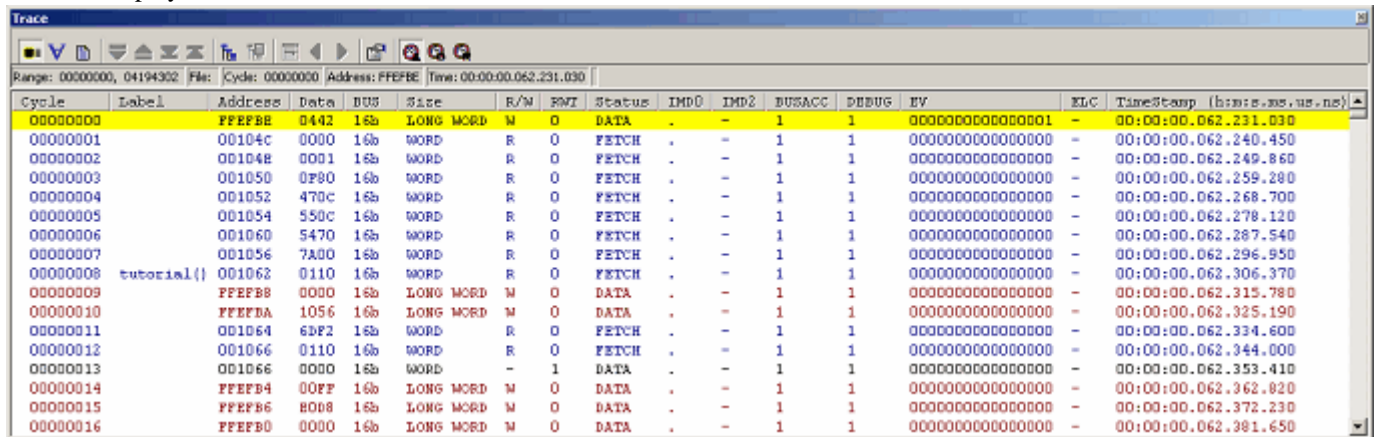 Trace
Range: 00000000, 04194302 File: Cycle: 00000000 Address: FFEFBE Time: 00:00:00.062.231.030
Cycle Label Address Data BUS Size R/W RWT Status IMD0 IMD2 BUSACC DEBUG EV ELC TimeStamp (h:m:s.ms.us.ns)
00000000 FFEFBE 0442 16b LONG WORD W 0 DATA . - 1 1 0000000000000001 - 00:00:00.062.231.030
00000001 00104C 0000 16b WORD R 0 FETCH . - 1 1 0000000000000000 - 00:00:00.062.240.450
00000002 00104E 0001 16b WORD R 0 FETCH . - 1 1 0000000000000000 - 00:00:00.062.249.860
00000003 001050 0F80 16b WORD R 0 FETCH . - 1 1 0000000000000000 - 00:00:00.062.259.280
00000004 001052 470C 16b WORD R 0 FETCH . - 1 1 0000000000000000 - 00:00:00.062.268.700
00000005 001054 550C 16b WORD R 0 FETCH . - 1 1 0000000000000000 - 00:00:00.062.278.120
00000006 001060 5470 16b WORD R 0 FETCH . - 1 1 0000000000000000 - 00:00:00.062.287.540
00000007 001056 7A00 16b WORD R 0 FETCH . - 1 1 0000000000000000 - 00:00:00.062.296.950
00000008 tutorial() 001062 0110 16b WORD R 0 FETCH . - 1 1 0000000000000000 - 00:00:00.062.306.370
00000009 FFEFB8 0000 16b LONG WORD W 0 DATA . - 1 1 0000000000000000 - 00:00:00.062.315.780
00000010 FFEFBA 1056 16b LONG WORD W 0 DATA . - 1 1 0000000000000000 - 00:00:00.062.325.190
00000011 001064 6DF2 16b WORD R 0 FETCH . - 1 1 0000000000000000 - 00:00:00.062.334.600
00000012 001066 0110 16b WORD R 0 FETCH . - 1 1 0000000000000000 - 00:00:00.062.344.000
00000013 001066 0000 16b WORD - 1 DATA . - 1 1 0000000000000000 - 00:00:00.062.353.410
00000014 FFEFB4 00FF 16b LONG WORD W 0 DATA . - 1 1 0000000000000000 - 00:00:00.062.362.820
00000015 FFEFB6 E0D8 16b LONG WORD W 0 DATA . - 1 1 0000000000000000 - 00:00:00.062.372.230
00000016 FFEFB0 0000 16b LONG WORD W 0 DATA . - 1 1 0000000000000000 - 00:00:00.062.381.650